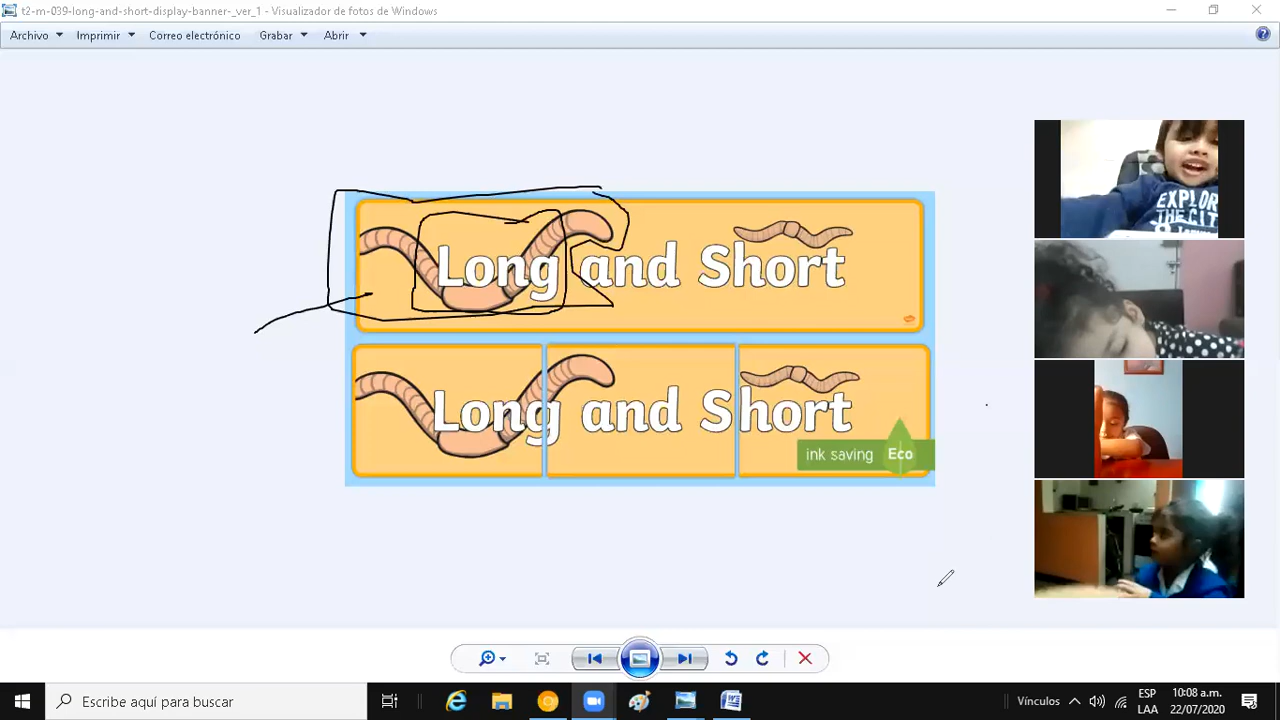 t2-m-039-long-and-short-display-banner-_ver_1 - Visualizador de fotos de Windows
Archivo Imprimir Correo electrónico Grabar Abrir
Long and Short
Long and Short
ink saving Eco
EXPLOR
THE CIT
Escribe aquí para buscar
Vínculos
ESP
LAA
10:08 a.m.
22/07/2020